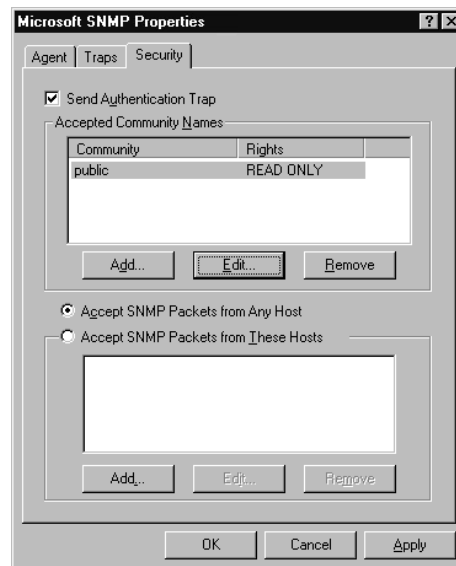 Microsoft SNMP Properties
Agent Traps Security
Send Authentication Trap
Accepted Community Names
Community Rights
public READ ONLY
Add... Edit... Remove
Accept SNMP Packets from Any Host
Accept SNMP Packets from These Hosts
Add... Edit... Remove
OK Cancel Apply